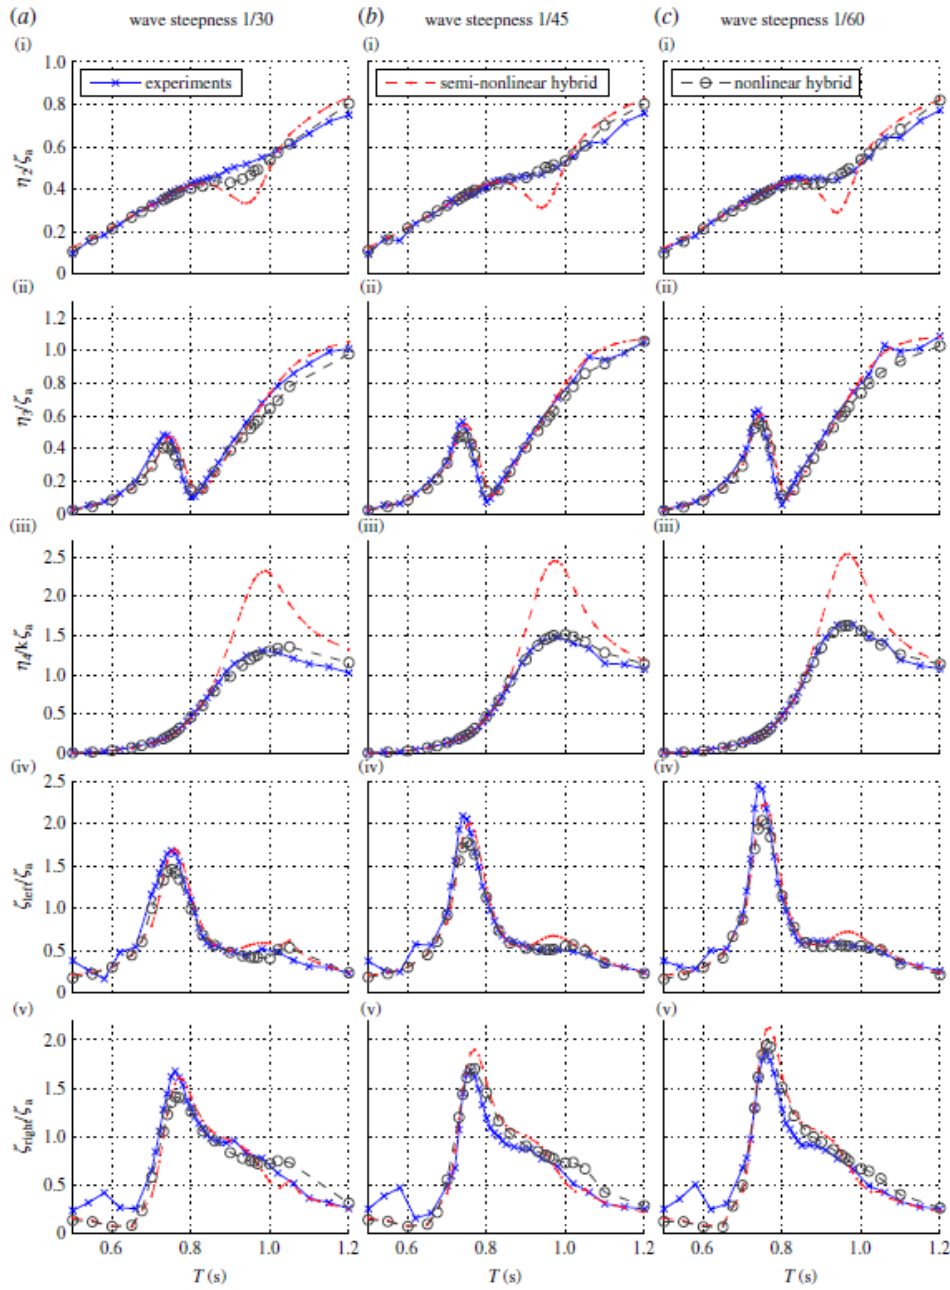 (a) wave steepness 1/30 (b) wave steepness 1/45 (c) wave steepness 1/60
(i) (i) (i)
experiments semi-nonlinear hybrid nonlinear hybrid
1.0
0.8
0.6
0.4
0.2
0
η2/ζa
(ii) (ii) (ii)
1.2
1.0
0.8
0.6
0.4
0.2
0
η3/ζa
(iii) (iii) (iii)
2.5
2.0
1.5
1.0
0.5
0
η4/kζa
(iv) (iv) (iv)
2.5
2.0
1.5
1.0
0.5
0
ζleft/ζa
(v) (v) (v)
2.0
1.5
1.0
0.5
0
ζright/ζa
0.6 0.8 1.0 1.2 0.6 0.8 1.0 1.2 0.6 0.8 1.0 1.2
T (s) T (s) T (s)